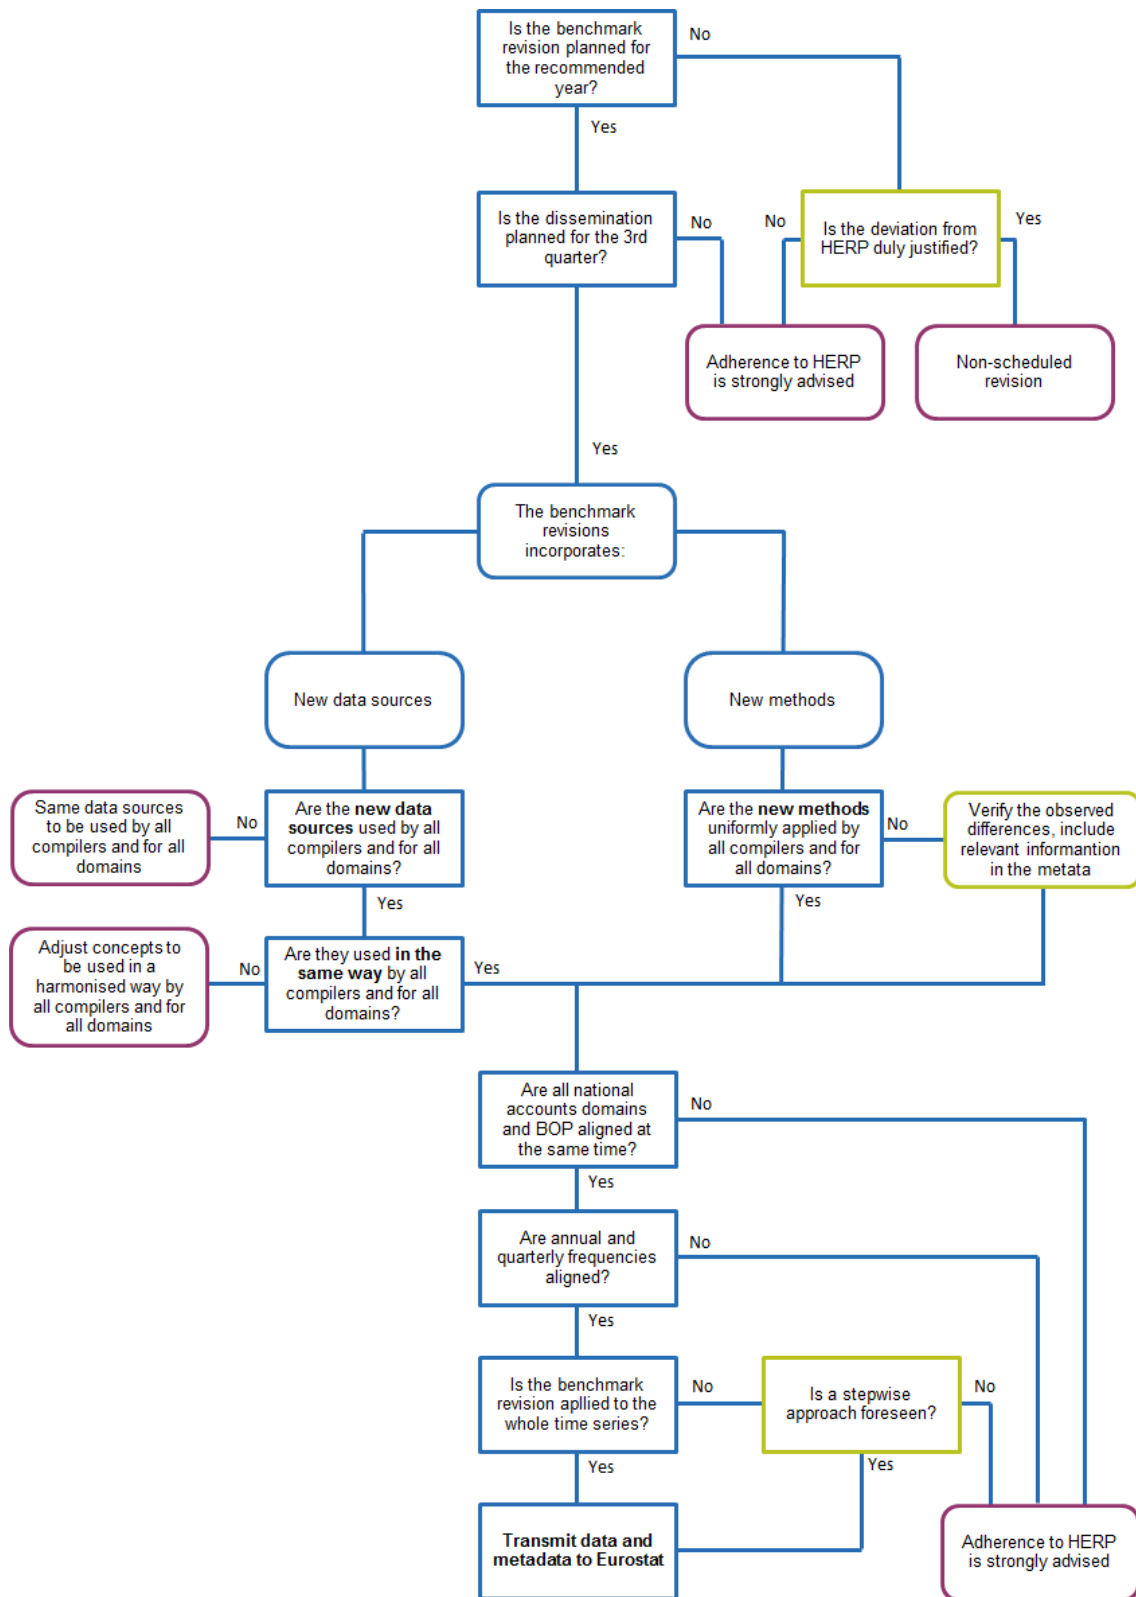 Is the benchmark
revision planned for
the recommended
year?
No
Yes
Is the dissemination
planned for the 3rd
quarter?
No
No
Is the deviation from
HERP duly justified?
Yes
Adherence to HERP
is strongly advised
Non-scheduled
revision
Yes
The benchmark
revisions
incorporates:
New data sources
New methods
Same data sources
to be used by all
compilers and for all
domains
No
Are the new data
sources used by all
compilers and for all
domains?
Are the new methods
uniformly applied by
all compilers and for
all domains?
No
Verify the observed
differences, include
relevant informantion
in the metata
Yes
Yes
Adjust concepts to
be used in a
harmonised way by
all compilers and for
all domains
No
Are they used in the
same way by all
compilers and for all
domains?
Yes
Are all national
accounts domains
and BOP aligned at
the same time?
No
Yes
Are annual and
quarterly frequencies
aligned?
No
Yes
Is the benchmark
revision apllied to the
whole time series?
No
Is a stepwise
approach foreseen?
No
Yes
Yes
Transmit data and
metadata to Eurostat
Adherence to HERP
is strongly advised